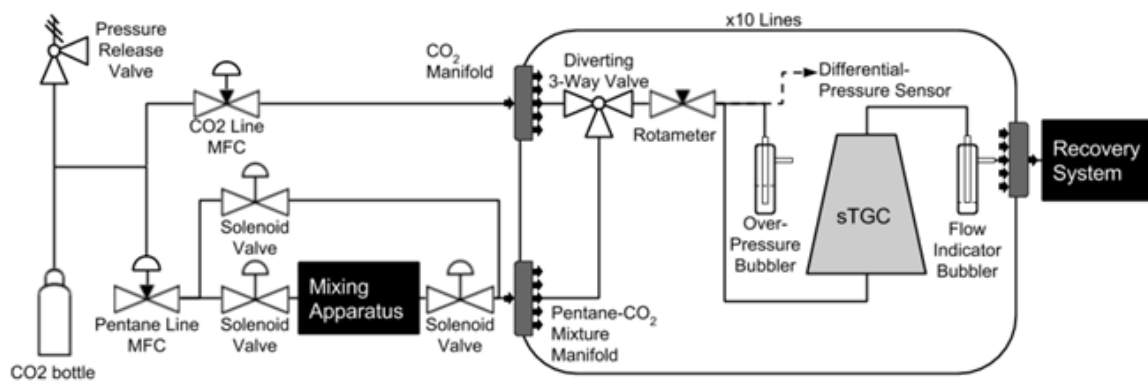 x10 Lines
Pressure
Release
Valve
CO₂
Manifold
Diverting
3-Way Valve
Differential-
Pressure Sensor
CO2 Line
MFC
Rotameter
Recovery
System
Solenoid
Valve
sTGC
Over-
Pressure
Bubbler
Flow
Indicator
Bubbler
Mixing
Apparatus
Pentane Line
MFC
Solenoid
Valve
Solenoid
Valve
Pentane-CO₂
Mixture
Manifold
CO2 bottle